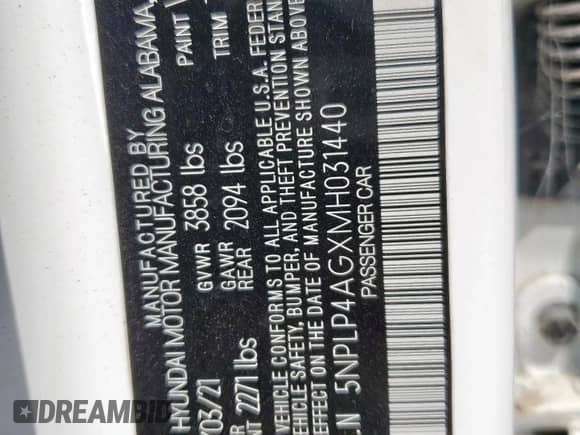 MANUFACTURED BY
HYUNDAI MOTOR MANUFACTURING ALABAMA,
03/21 GVWR 3858 lbs PAINT
GAWR
2271 lbs REAR 2094 lbs TRIM
VEHICLE CONFORMS TO ALL APPLICABLE U.S.A. FEDER
VEHICLE SAFETY, BUMPER, AND THEFT PREVENTION STAN
ON THE DATE OF MANUFACTURE SHOWN ABOVE
5NPLP4AGXMH031440
PASSENGER CAR
DREAMBID